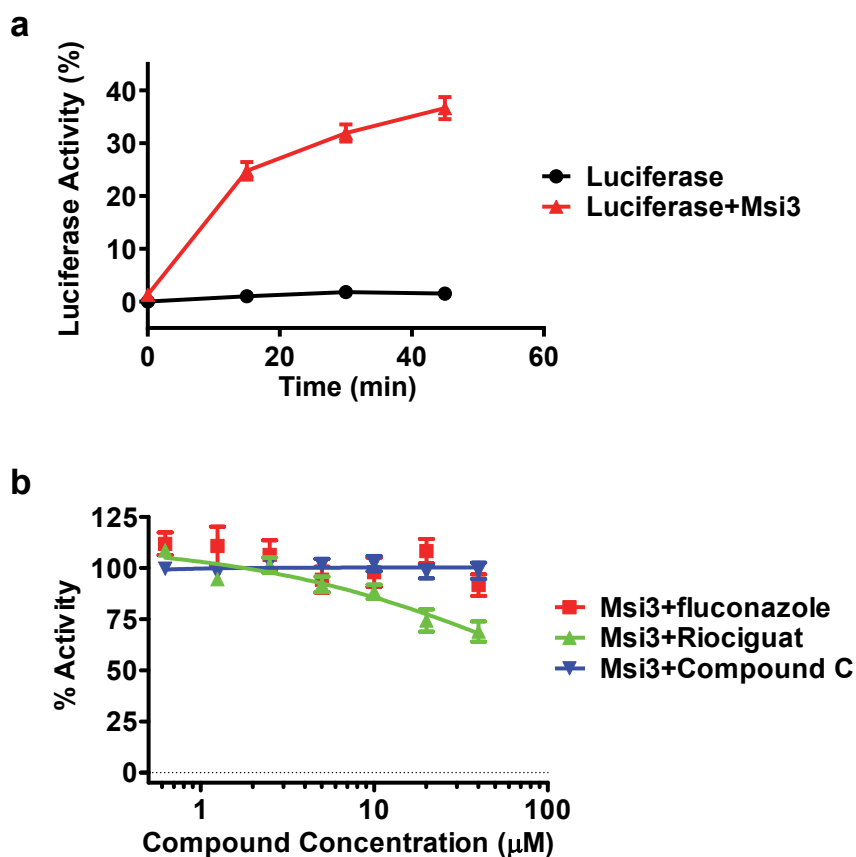 a
Luciferase Activity (%)
40
30
20
10
0
0 20 40 60
Time (min)
Luciferase
Luciferase+Msi3
b
% Activity
125
100
75
50
25
0
1 10 100
Compound Concentration (μM)
Msi3+fluconazole
Msi3+Riociguat
Msi3+Compound C